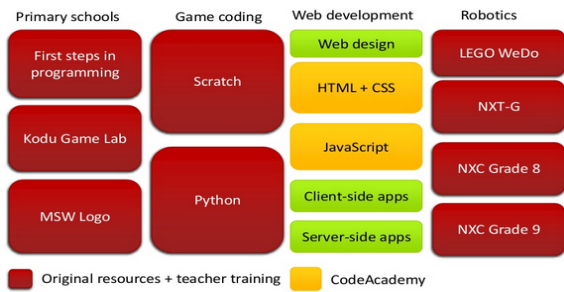 Primary schools
First steps in
programming
Kodu Game Lab
MSW Logo
Game coding
Scratch
Python
Web development
Web design
HTML + CSS
JavaScript
Client-side apps
Server-side apps
Robotics
LEGO WeDo
NXT-G
NXC Grade 8
NXC Grade 9
Original resources + teacher training
CodeAcademy